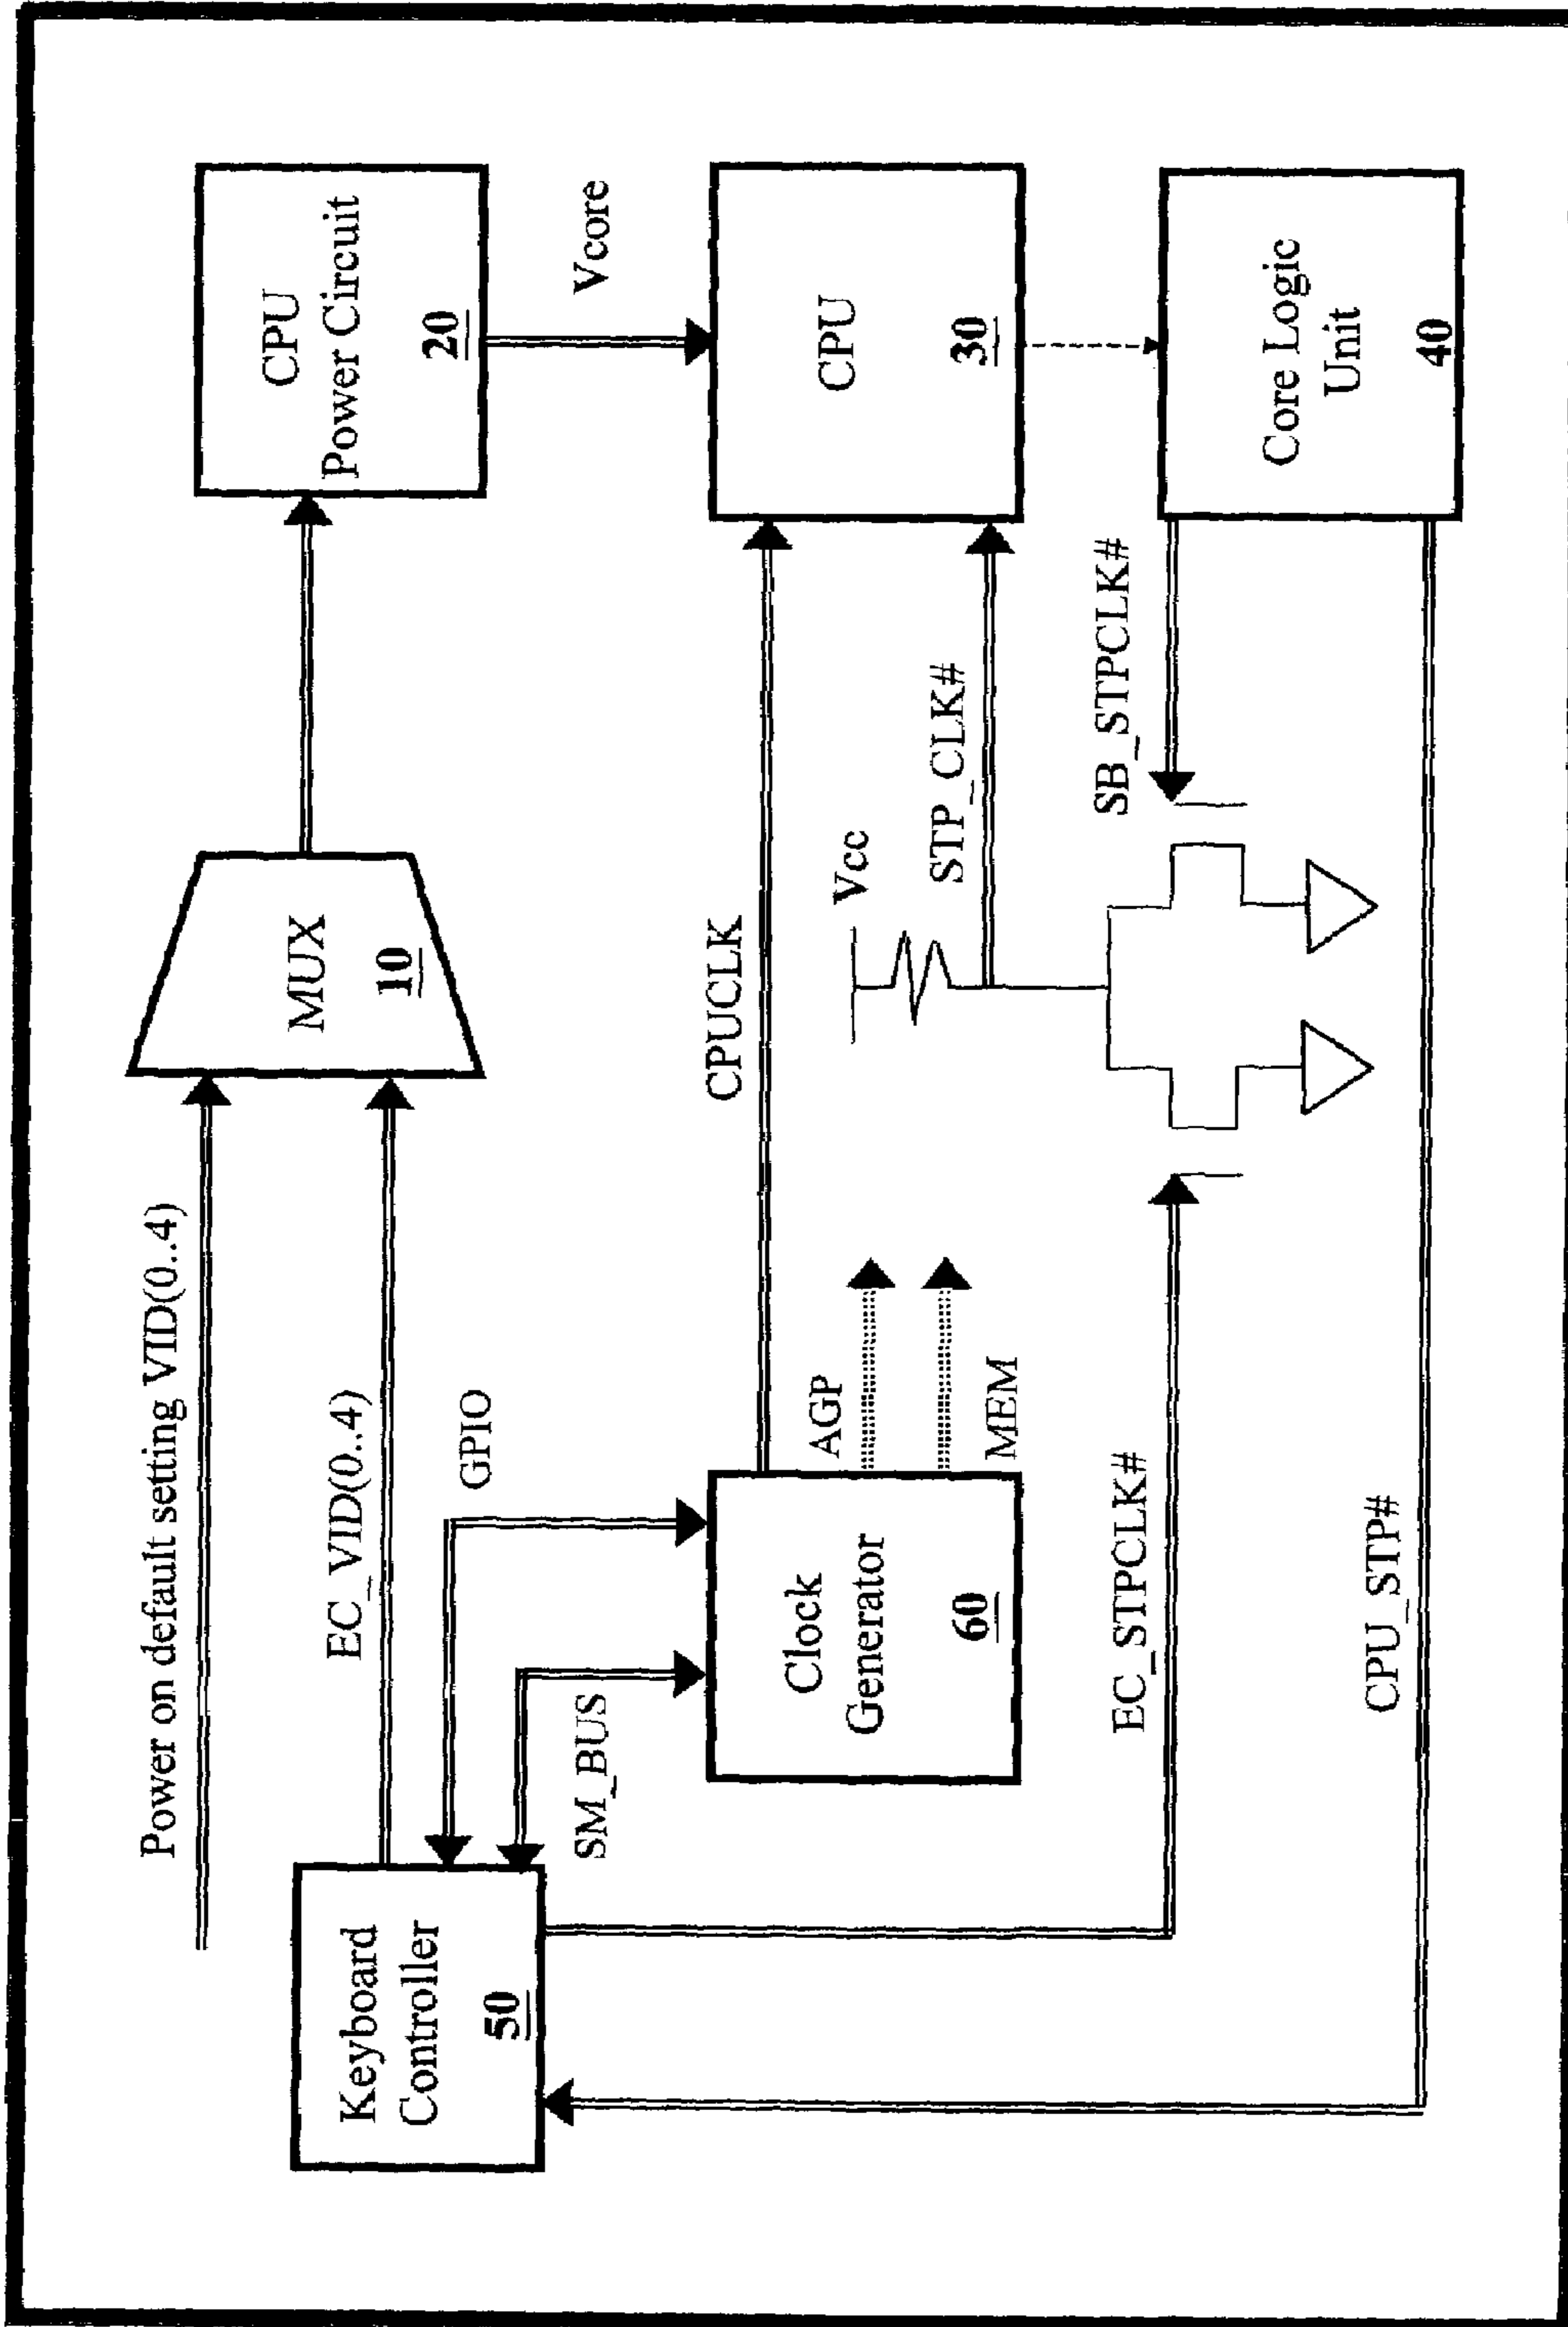 Power on default setting VID(0..4)
MUX
10
CPU
Power Circuit
20
EC_VID(0..4)
Keyboard
Controller
50
GPIO
SM_BUS
Vcore
Clock
Generator
60
AGP
MEM
CPUCLK
CPU
30
Vcc
STP_CLK#
EC_STPCLK#
SB_STPCLK#
Core Logic
Unit
40
CPU_STP#